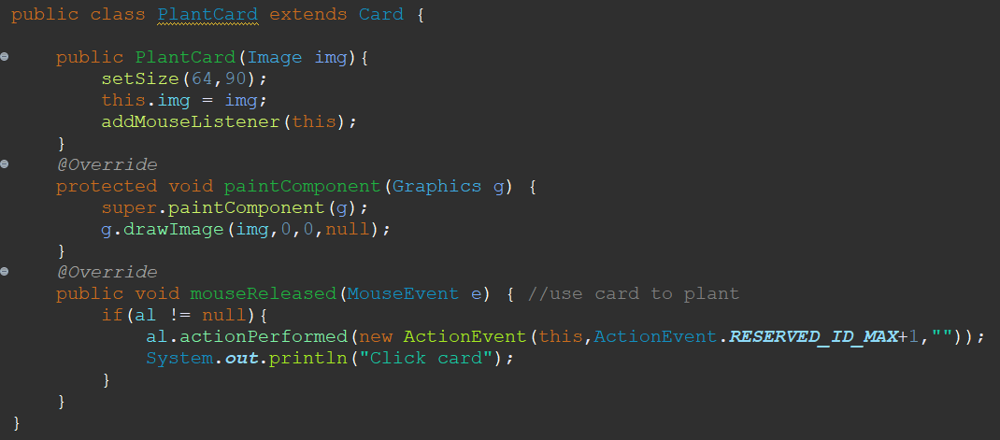 public class PlantCard extends Card {
public PlantCard(Image img){
setSize(64,90);
this.img = img;
addMouseListener(this);
}
@Override
protected void paintComponent(Graphics g) {
super.paintComponent(g);
g.drawImage(img,0,0,null);
}
@Override
public void mouseReleased(MouseEvent e) { //use card to plant
if(al != null){
al.actionPerformed(new ActionEvent(this,ActionEvent.RESERVED_ID_MAX+1,""));
System.out.println("Click card");
}
}
}